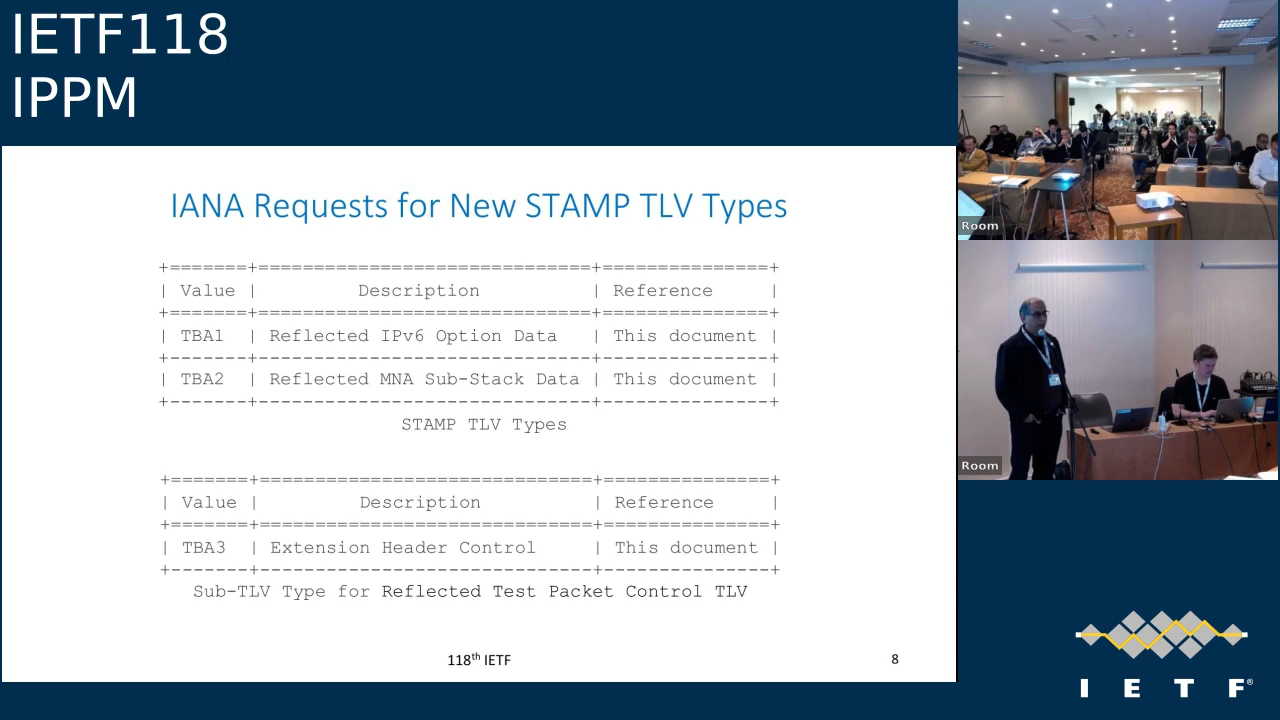 IETF118
IPPM
IANA Requests for New STAMP TLV Types
+=======+=============================+===============+
| Value | Description | Reference |
+=======+=============================+===============+
| TBA1 | Reflected IPv6 Option Data | This document |
+-------+-----------------------------+---------------+
| TBA2 | Reflected MNA Sub-Stack Data | This document |
+-------+-----------------------------+---------------+
STAMP TLV Types
+=======+=============================+===============+
| Value | Description | Reference |
+=======+=============================+===============+
| TBA3 | Extension Header Control | This document |
+-------+-----------------------------+---------------+
Sub-TLV Type for Reflected Test Packet Control TLV
118th IETF
8
Room
Room
I E T F®